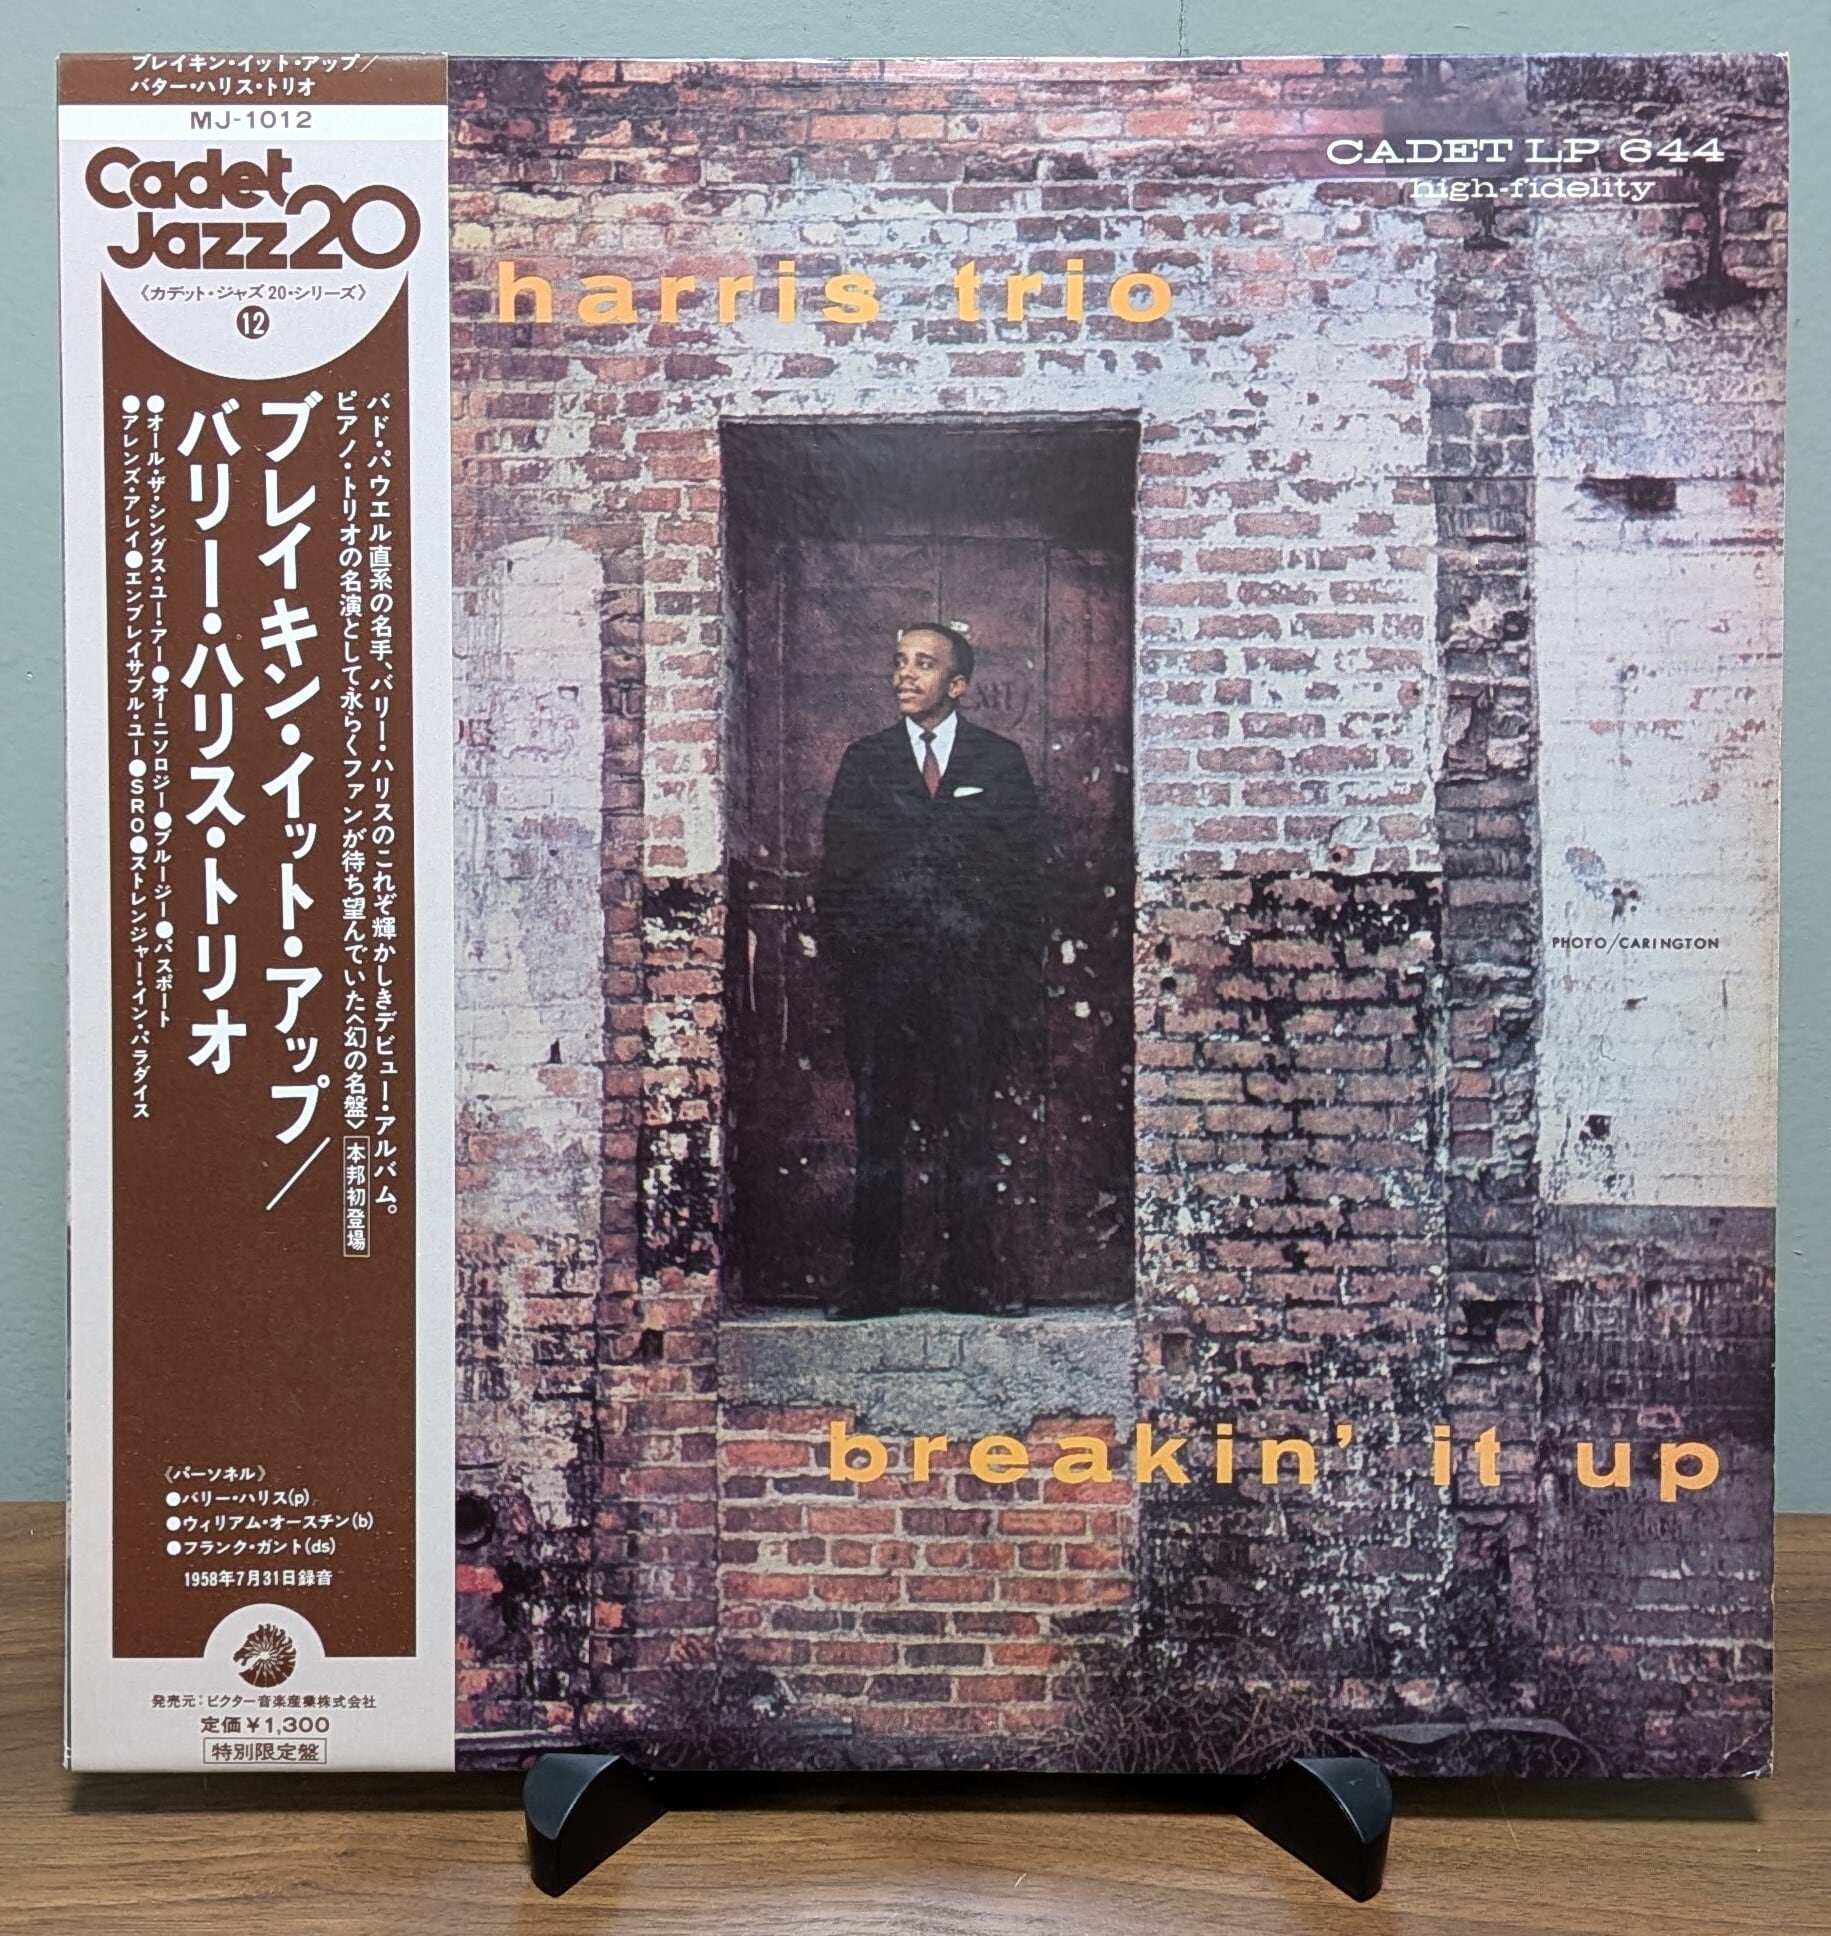 ブレイキン・イット・アップ/
バター・ハリス・トリオ
MJ-1012
Cadet
Jazz20
《カデット・ジャズ20・シリーズ》
12
バド・パウエル直系の名手、バリー・ハリスのこれぞ輝かしきデビュー・アルバム。
ピアノ・トリオの名演として永らくファンが待ち望んでいた〈幻の名盤〉 本邦初登場
ブレイキン・イット・アップ/
バリー・ハリス・トリオ
●オール・ザ・シングス・ユー・アー●オーニソロジー●ブルージー●パスポート
●アレンズ・アレイ●エンブレイサブル・ユー●SRO●ストレンジャー・イン・パラダイス
《パーソネル》
●バリー・ハリス(p)
●ウィリアム・オースチン(b)
●フランク・ガント(ds)
1958年7月31日録音
発売元:ビクター音楽産業株式会社
定価¥1,300
特別限定盤
CADET LP 644
high-fidelity
harris trio
EXIT
PHOTO/CARINGTON
breakin' it up